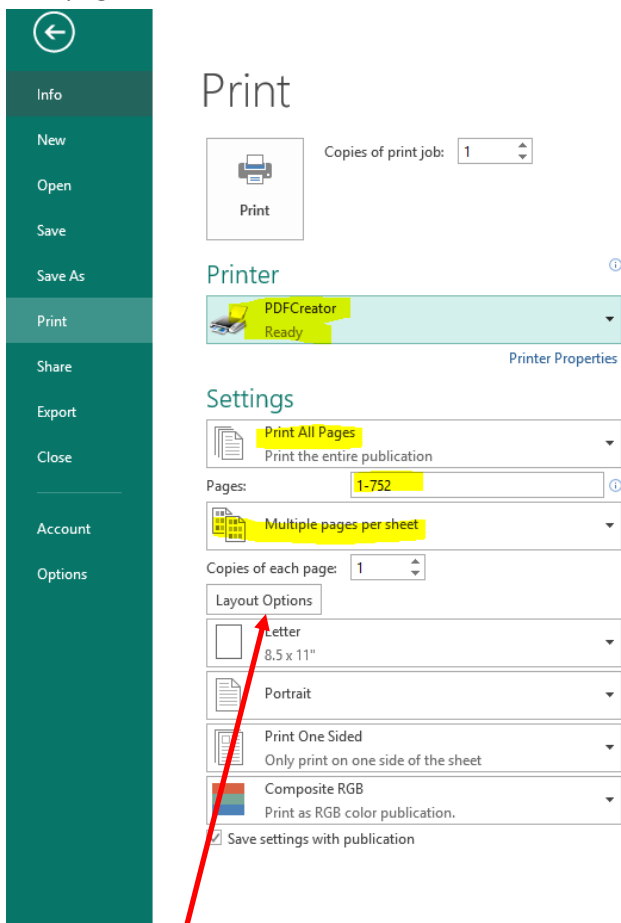 Info
New
Open
Save
Save As
Print
Share
Export
Close
Account
Options
Print
Print
Copies of print job: 1
Printer
PDFCreator
Ready
Printer Properties
Settings
Print All Pages
Print the entire publication
Pages: 1-752
Multiple pages per sheet
Copies of each page: 1
Layout Options
Letter
8.5 x 11"
Portrait
Print One Sided
Only print on one side of the sheet
Composite RGB
Print as RGB color publication.
Save settings with publication